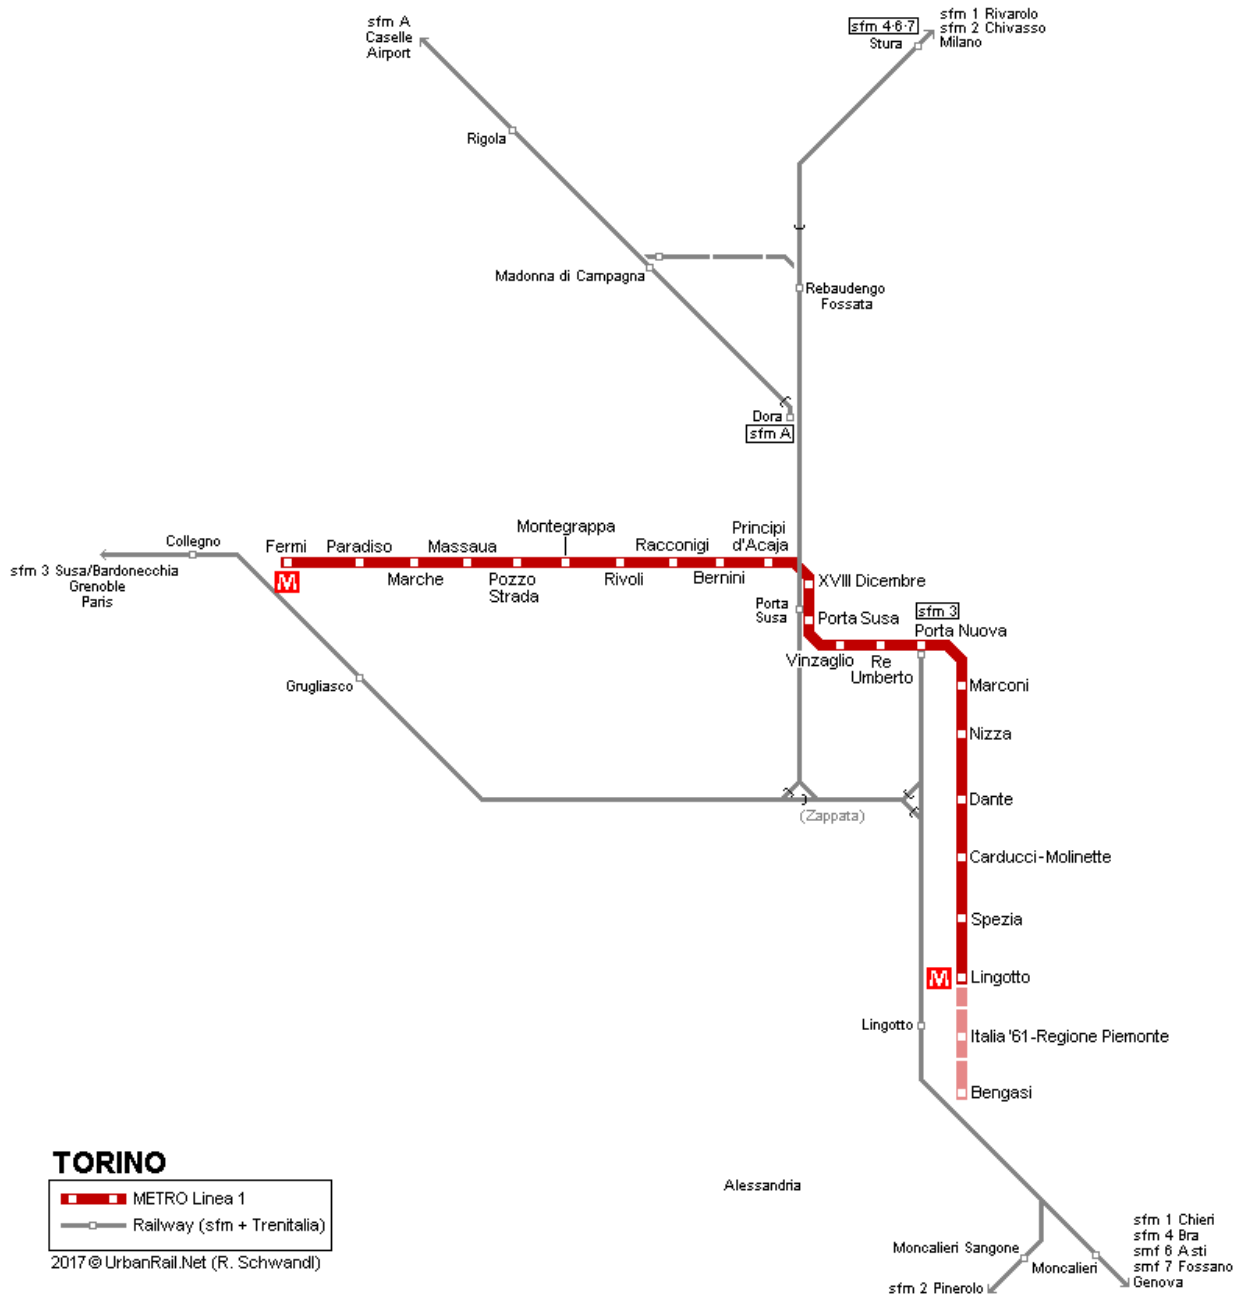 sfm A
Caselle
Airport
sfm 4·6·7
Stura
sfm 1 Rivarolo
sfm 2 Chivasso
Milano
Rigola
Madonna di Campagna
Rebaudengo
Fossata
Dora
sfm A
Collegno
sfm 3 Susa/Bardonecchia
Grenoble
Paris
Fermi
Paradiso
Marche
Massaua
Pozzo
Strada
Montegrappa
Rivoli
Racconigi
Bernini
Principi
d'Acaja
XVIII Dicembre
Porta
Susa
Porta Susa
sfm 3
Porta Nuova
Vinzaglio
Re
Umberto
Marconi
Grugliasco
Nizza
Dante
(Zappata)
Carducci-Molinette
Spezia
M
M
Lingotto
Lingotto
Italia '61-Regione Piemonte
Bengasi
TORINO
METRO Linea 1
Railway (sfm + Trenitalia)
2017 © UrbanRail.Net (R. Schwandl)
Alessandria
Moncalieri Sangone
Moncalieri
sfm 2 Pinerolo
sfm 1 Chieri
sfm 4 Bra
smf 6 Asti
smf 7 Fossano
Genova